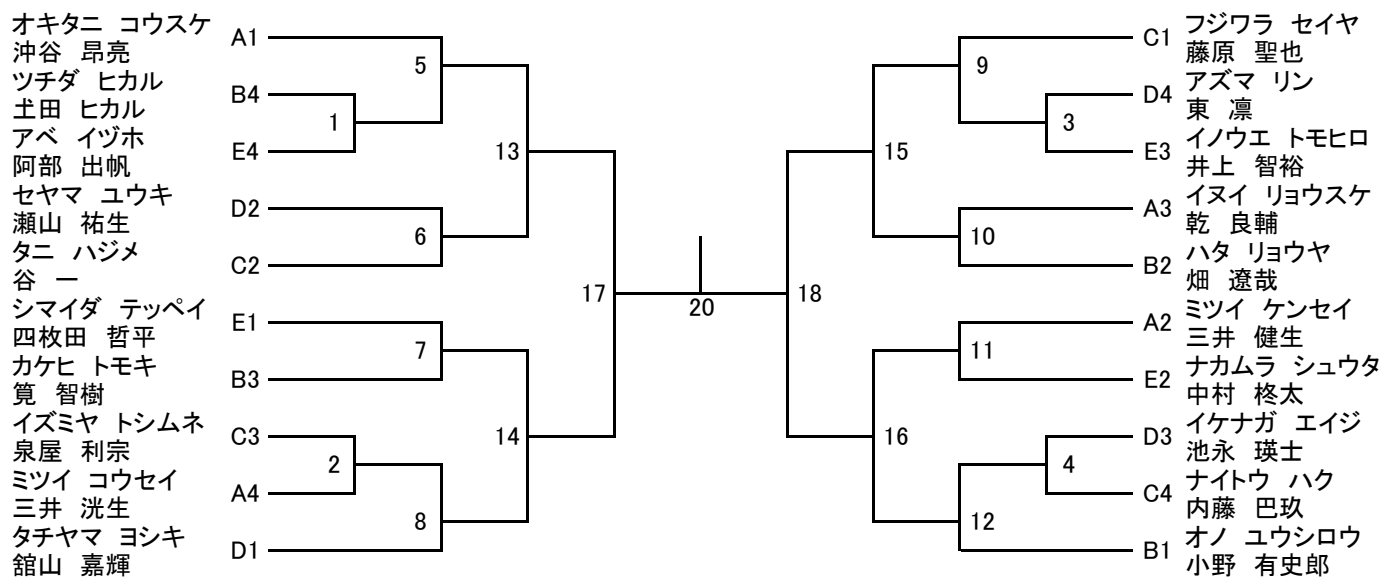 オキタニ コウスケ
沖谷 昂亮
A1
ツチダ ヒカル
𡈽田 ヒカル
B4
アベ イヅホ
阿部 出帆
E4
セヤマ ユウキ
瀬山 祐生
D2
タニ ハジメ
谷 一
C2
シマイダ テッペイ
四枚田 哲平
E1
カケヒ トモキ
筧 智樹
B3
イズミヤ トシムネ
泉屋 利宗
C3
ミツイ コウセイ
三井 洸生
A4
タチヤマ ヨシキ
舘山 嘉輝
D1
1
2
5
6
7
8
13
14
17
20
18
15
16
9
10
11
12
3
4
C1
フジワラ セイヤ
藤原 聖也
D4
アズマ リン
東 凛
E3
イノウエ トモヒロ
井上 智裕
A3
イヌイ リョウスケ
乾 良輔
B2
ハタ リョウヤ
畑 遼哉
A2
ミツイ ケンセイ
三井 健生
E2
ナカムラ シュウタ
中村 柊太
D3
イケナガ エイジ
池永 瑛士
C4
ナイトウ ハク
内藤 巴玖
B1
オノ ユウシロウ
小野 有史郎